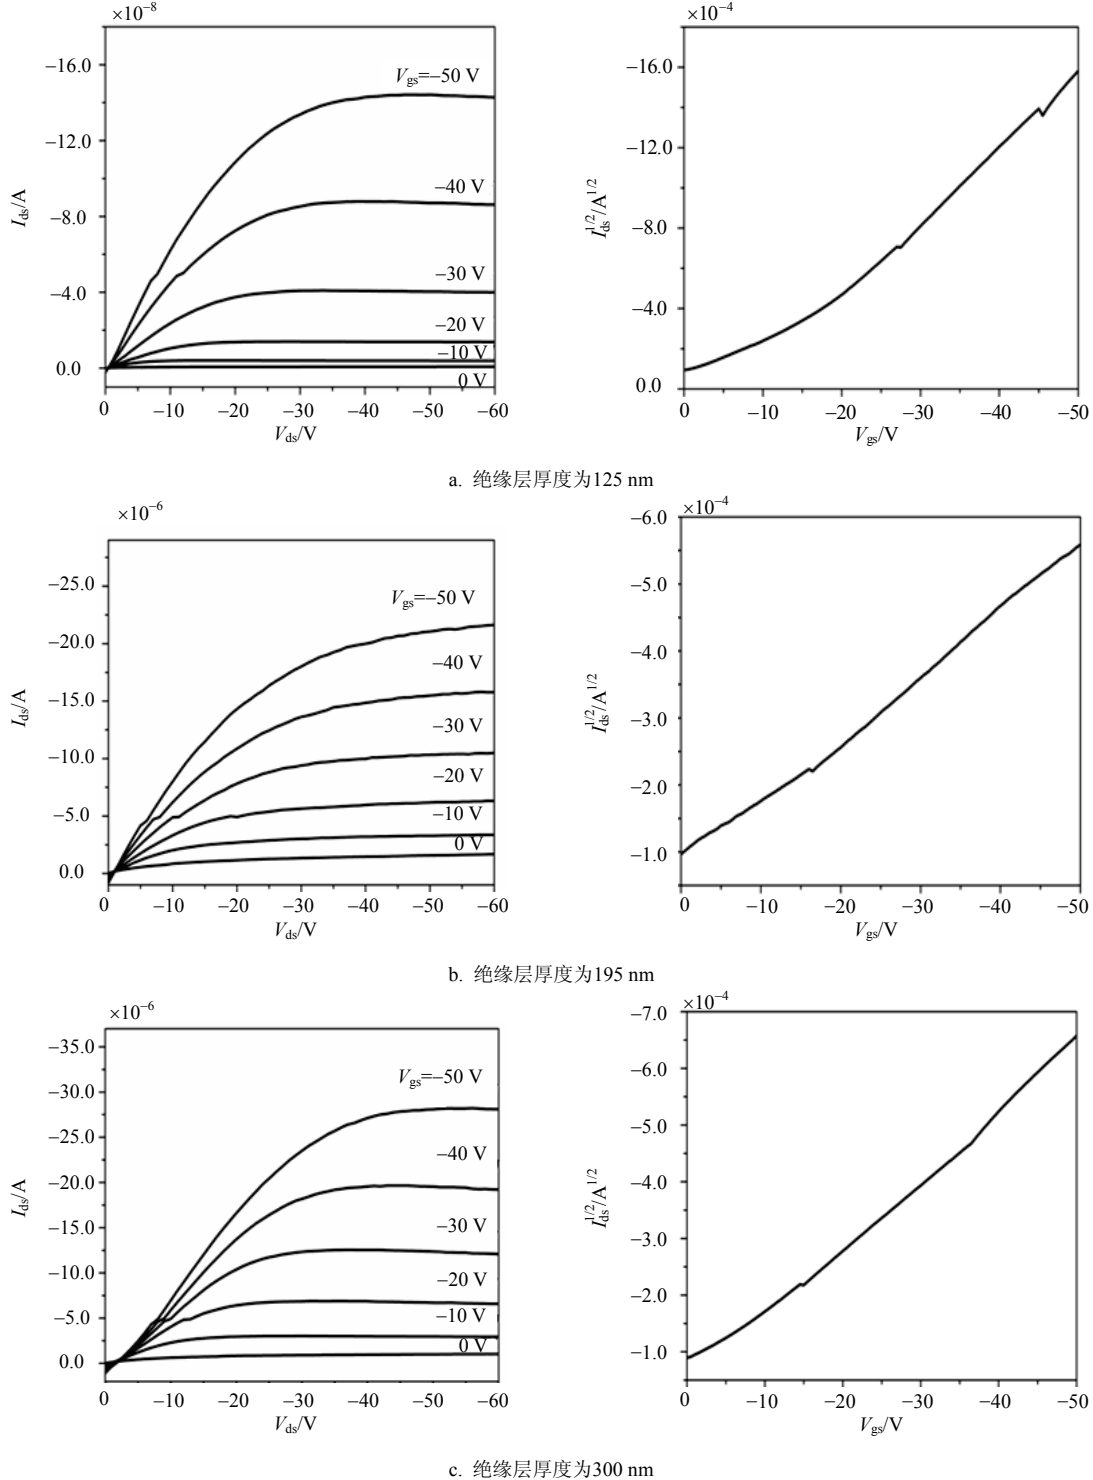 ×10⁻⁸
−16.0
−12.0
−8.0
−4.0
0.0
I_ds/A
V_gs=−50 V
−40 V
−30 V
−20 V
−10 V
0 V
0 −10 −20 −30 −40 −50 −60
V_ds/V
×10⁻⁴
−16.0
−12.0
−8.0
−4.0
0.0
I_ds^1/2/A^1/2
0 −10 −20 −30 −40 −50
V_gs/V
a. 绝缘层厚度为125 nm
×10⁻⁶
−25.0
−20.0
−15.0
−10.0
−5.0
0.0
I_ds/A
V_gs=−50 V
−40 V
−30 V
−20 V
−10 V
0 V
0 −10 −20 −30 −40 −50 −60
V_ds/V
×10⁻⁴
−6.0
−5.0
−4.0
−3.0
−2.0
−1.0
I_ds^1/2/A^1/2
0 −10 −20 −30 −40 −50
V_gs/V
b. 绝缘层厚度为195 nm
×10⁻⁶
−35.0
−30.0
−25.0
−20.0
−15.0
−10.0
−5.0
0.0
I_ds/A
V_gs=−50 V
−40 V
−30 V
−20 V
−10 V
0 V
0 −10 −20 −30 −40 −50 −60
V_ds/V
×10⁻⁴
−7.0
−6.0
−5.0
−4.0
−3.0
−2.0
−1.0
I_ds^1/2/A^1/2
0 −10 −20 −30 −40 −50
V_gs/V
c. 绝缘层厚度为300 nm